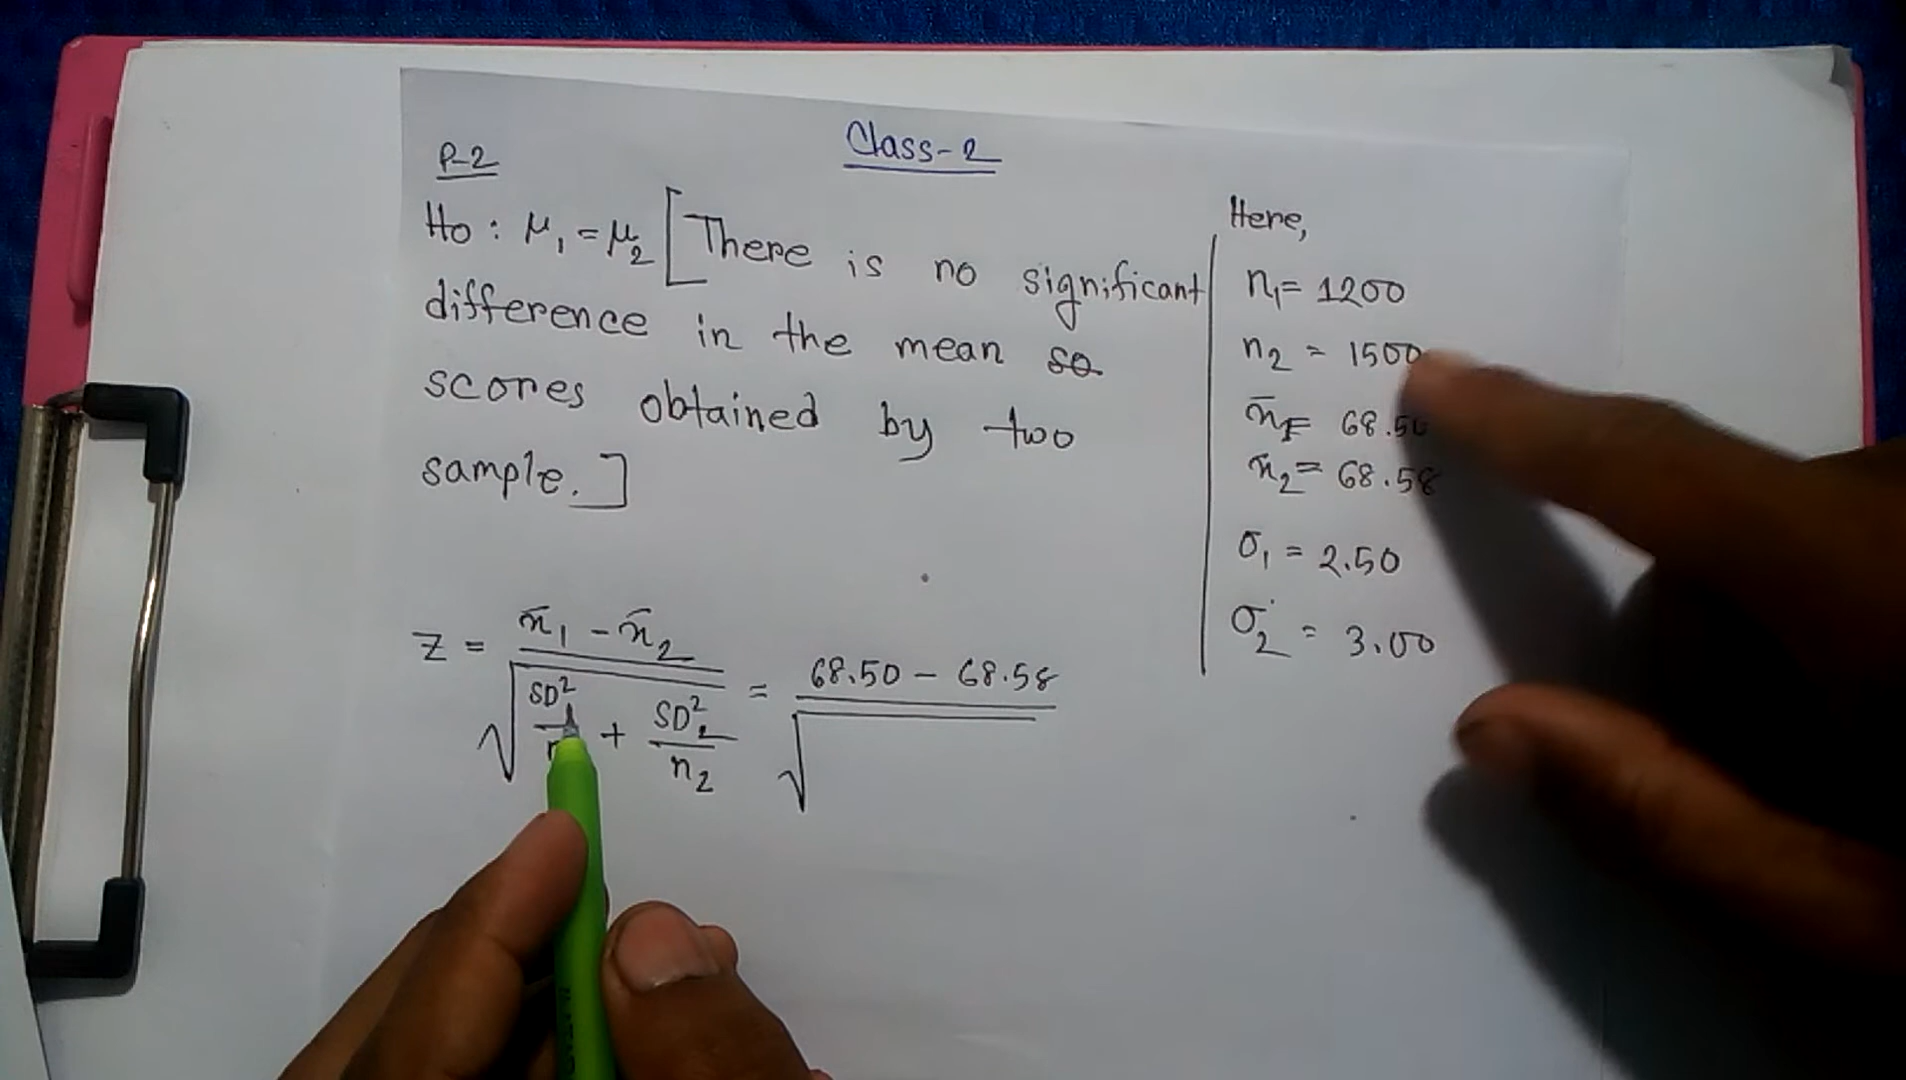 Class-2
P-2
Ho: μ₁ = μ₂ [There is no significant
difference in the mean
scores obtained by two
sample.]
Here,
n₁ = 1200
n₂ = 1500
x̄₁ = 68.50
x̄₂ = 68.58
σ₁ = 2.50
σ₂ = 3.00
Z = x̄₁ - x̄₂ / √ SD₁²/n + SD₂²/n₂ = 68.50 - 68.58 / √